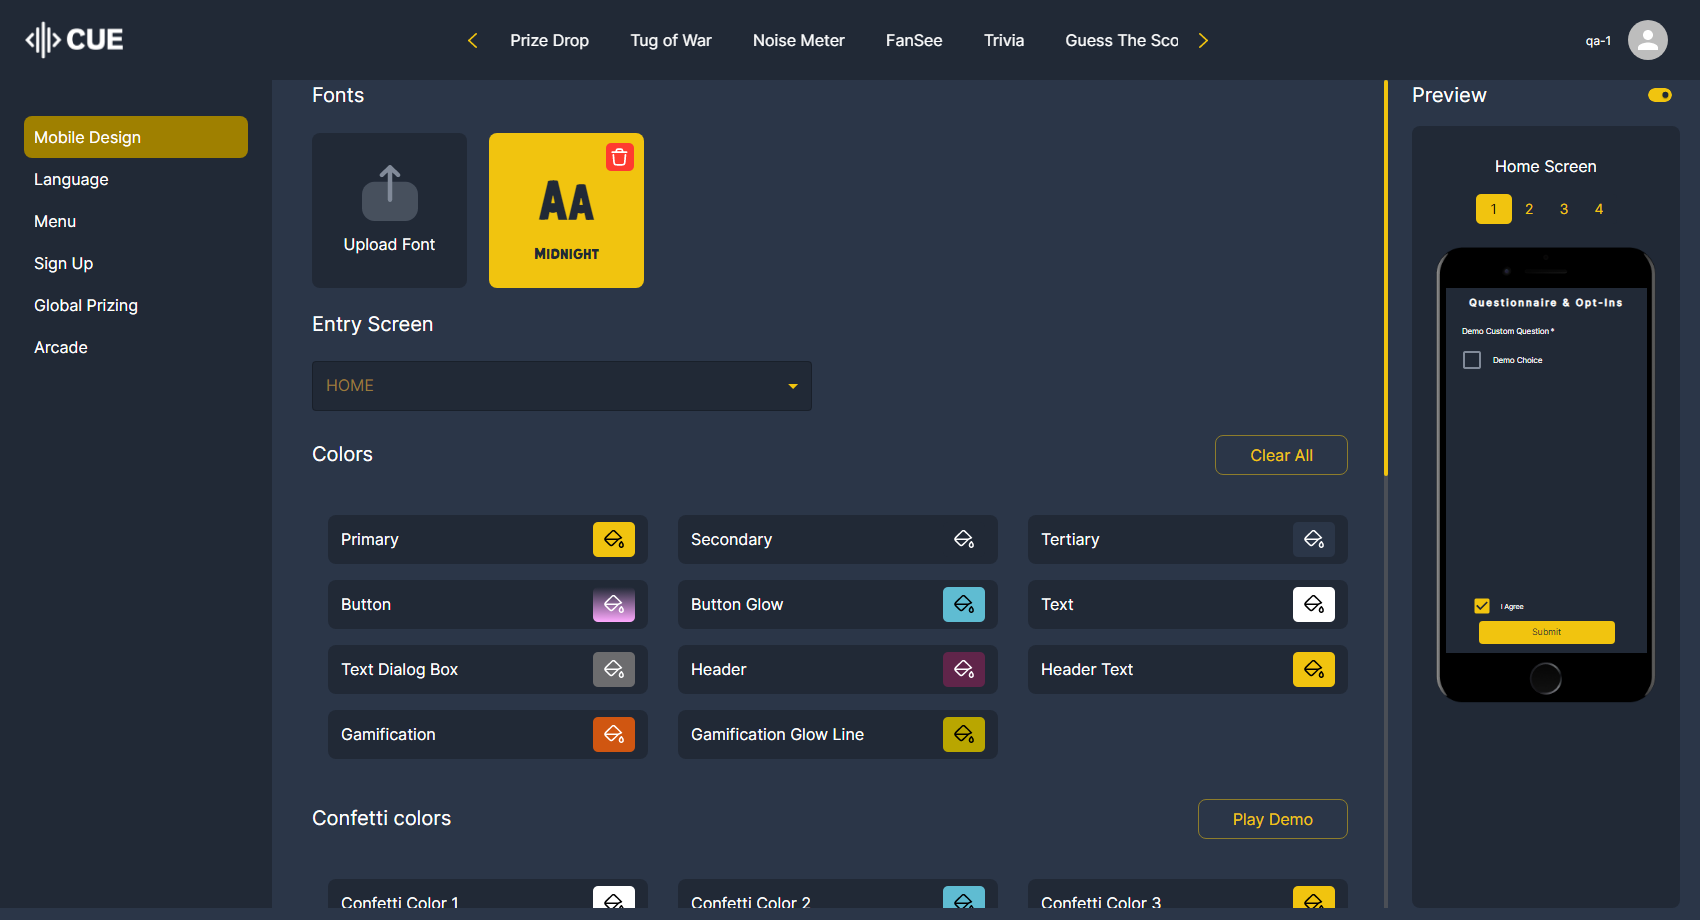 CUE
Prize Drop
Tug of War
Noise Meter
FanSee
Trivia
Guess The Sco
qa-1
Mobile Design
Language
Menu
Sign Up
Global Prizing
Arcade
Fonts
Upload Font
AA
MIDNIGHT
Entry Screen
HOME
Colors
Clear All
Primary
Secondary
Tertiary
Button
Button Glow
Text
Text Dialog Box
Header
Header Text
Gamification
Gamification Glow Line
Confetti colors
Play Demo
Confetti Color 1
Confetti Color 2
Confetti Color 3
Preview
Home Screen
1 2 3 4
Questionnaire & Opt-Ins
Demo Custom Question*
Demo Choice
I Agree
Submit